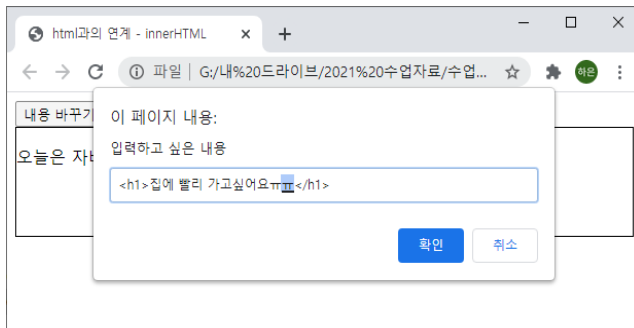 html과의 연계 - innerHTML
파일 G:/내%20드라이브/2021%20수업자료/수업...
하은
내용 바꾸기
오늘은
이 페이지 내용:
입력하고 싶은 내용
<h1>집에 빨리 가고싶어요ㅠㅠ</h1>
확인
취소